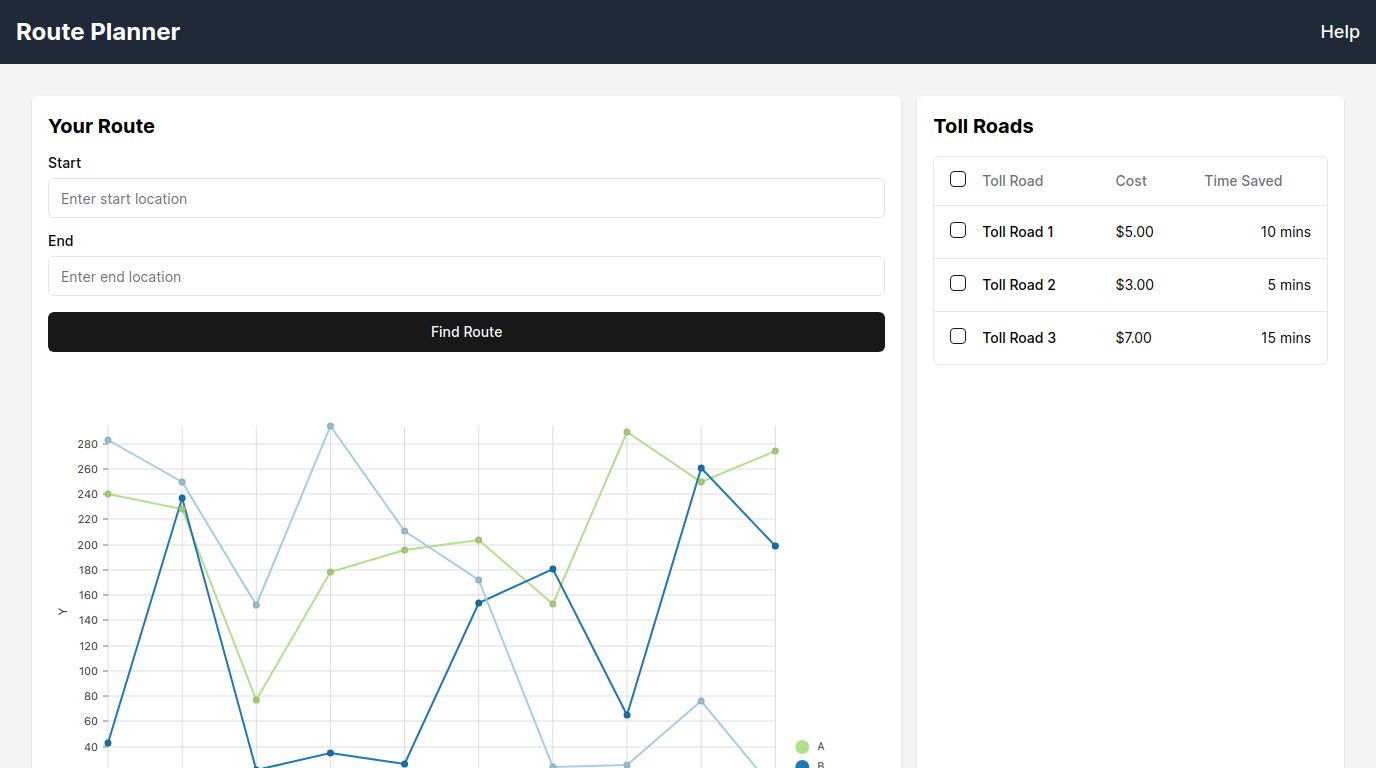 Route Planner
Help
Your Route
Start
Enter start location
End
Enter end location
Find Route
280
260
240
220
200
180
160
140
120
100
80
60
40
Y
A
B
Toll Roads
Toll Road Cost Time Saved
Toll Road 1 $5.00 10 mins
Toll Road 2 $3.00 5 mins
Toll Road 3 $7.00 15 mins